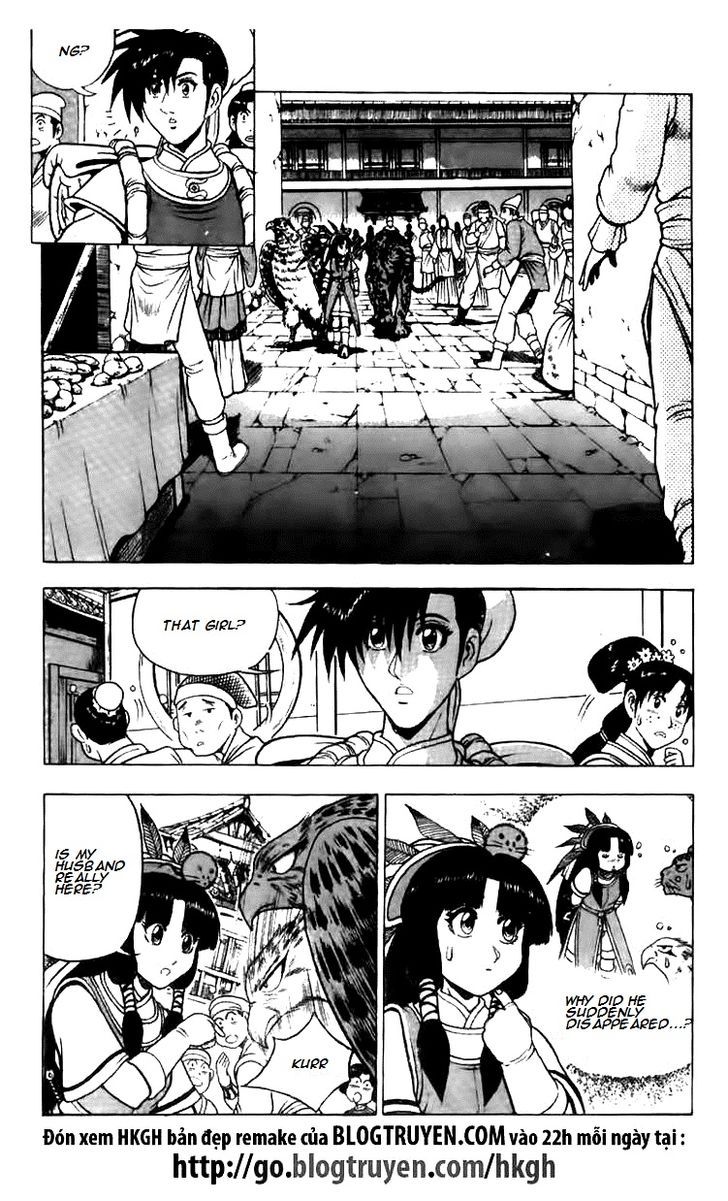 NG?
THAT GIRL?
IS MY
HUSBAND
REALLY
HERE?
KURR
WHY DID HE
SUDDENLY
DISAPPEARED...?
Đón xem HKGH bản đẹp remake của BLOGTRUYEN.COM vào 22h mỗi ngày tại :
http://go.blogtruyen.com/hkgh